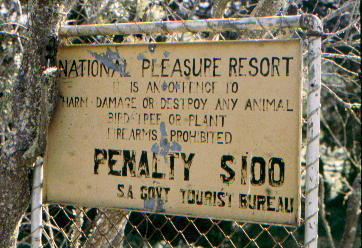 NATIONAL PLEASURE RESORT
IT IS AN OFFENCE TO
HARM DAMAGE OR DESTROY ANY ANIMAL
BIRD TREE OR PLANT
FIREARMS PROHIBITED
PENALTY $100
S.A. GOVT TOURIST BUREAU